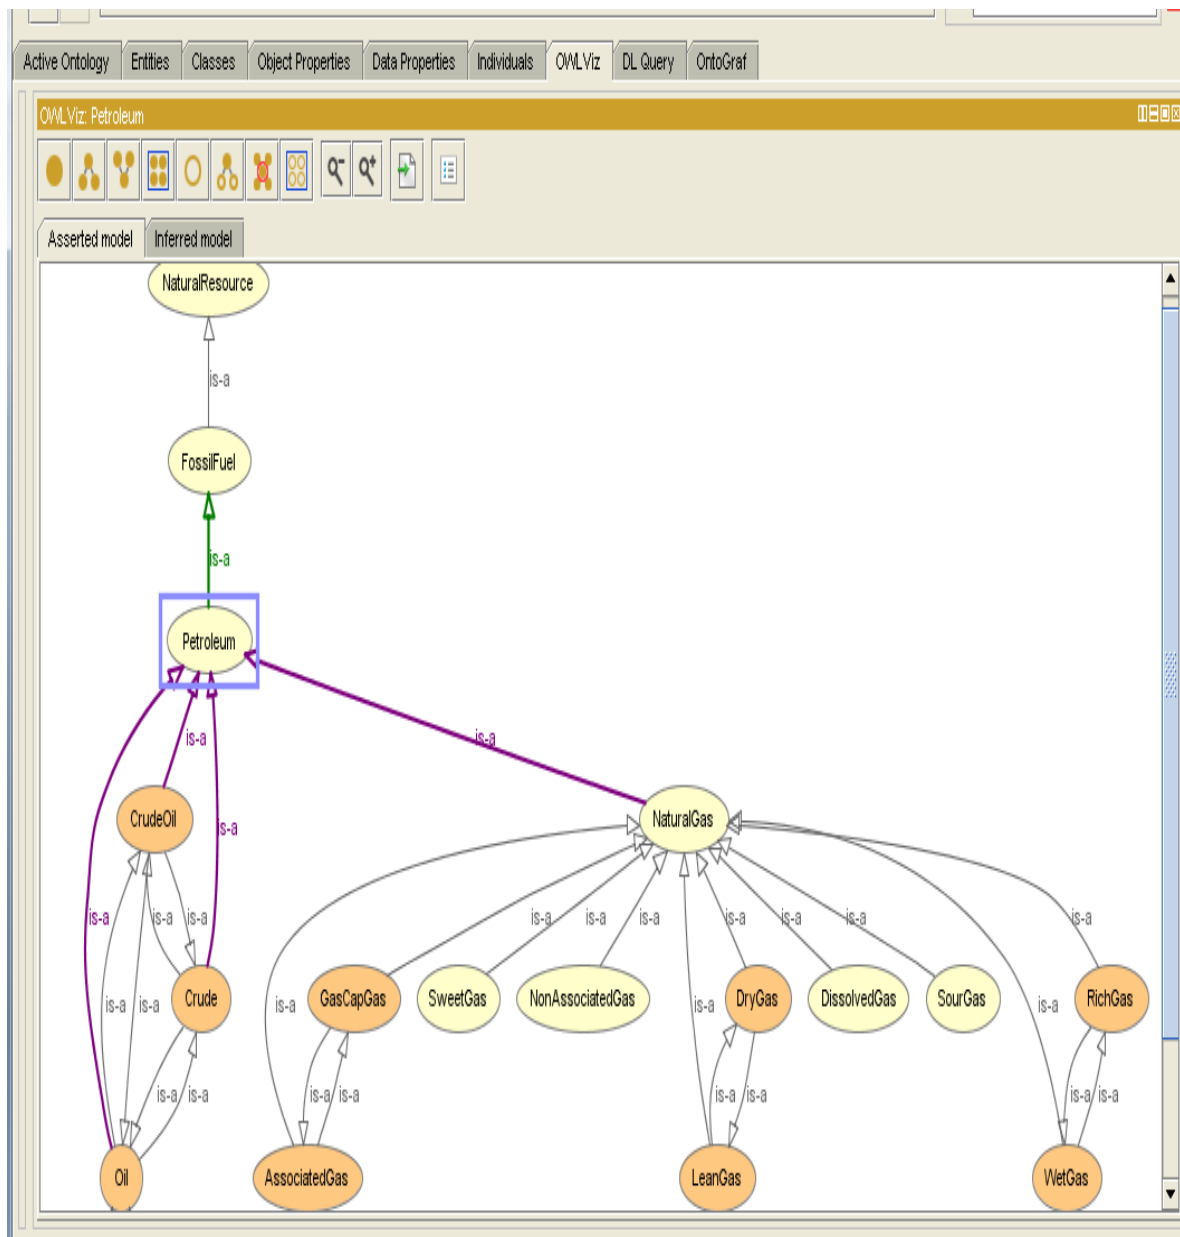 Active Ontology Entities Classes Object Properties Data Properties Individuals OWLViz DL Query OntoGraf
OWLViz: Petroleum
Asserted model Inferred model
NaturalResource
is-a
FossilFuel
is-a
Petroleum
is-a is-a
CrudeOil NaturalGas
is-a
is-a is-a is-a is-a is-a is-a is-a is-a is-a is-a
Crude GasCapGas SweetGas NonAssociatedGas DryGas DissolvedGas SourGas RichGas
is-a is-a is-a is-a is-a
is-a is-a is-a is-a is-a is-a is-a is-a
Oil AssociatedGas LeanGas WetGas